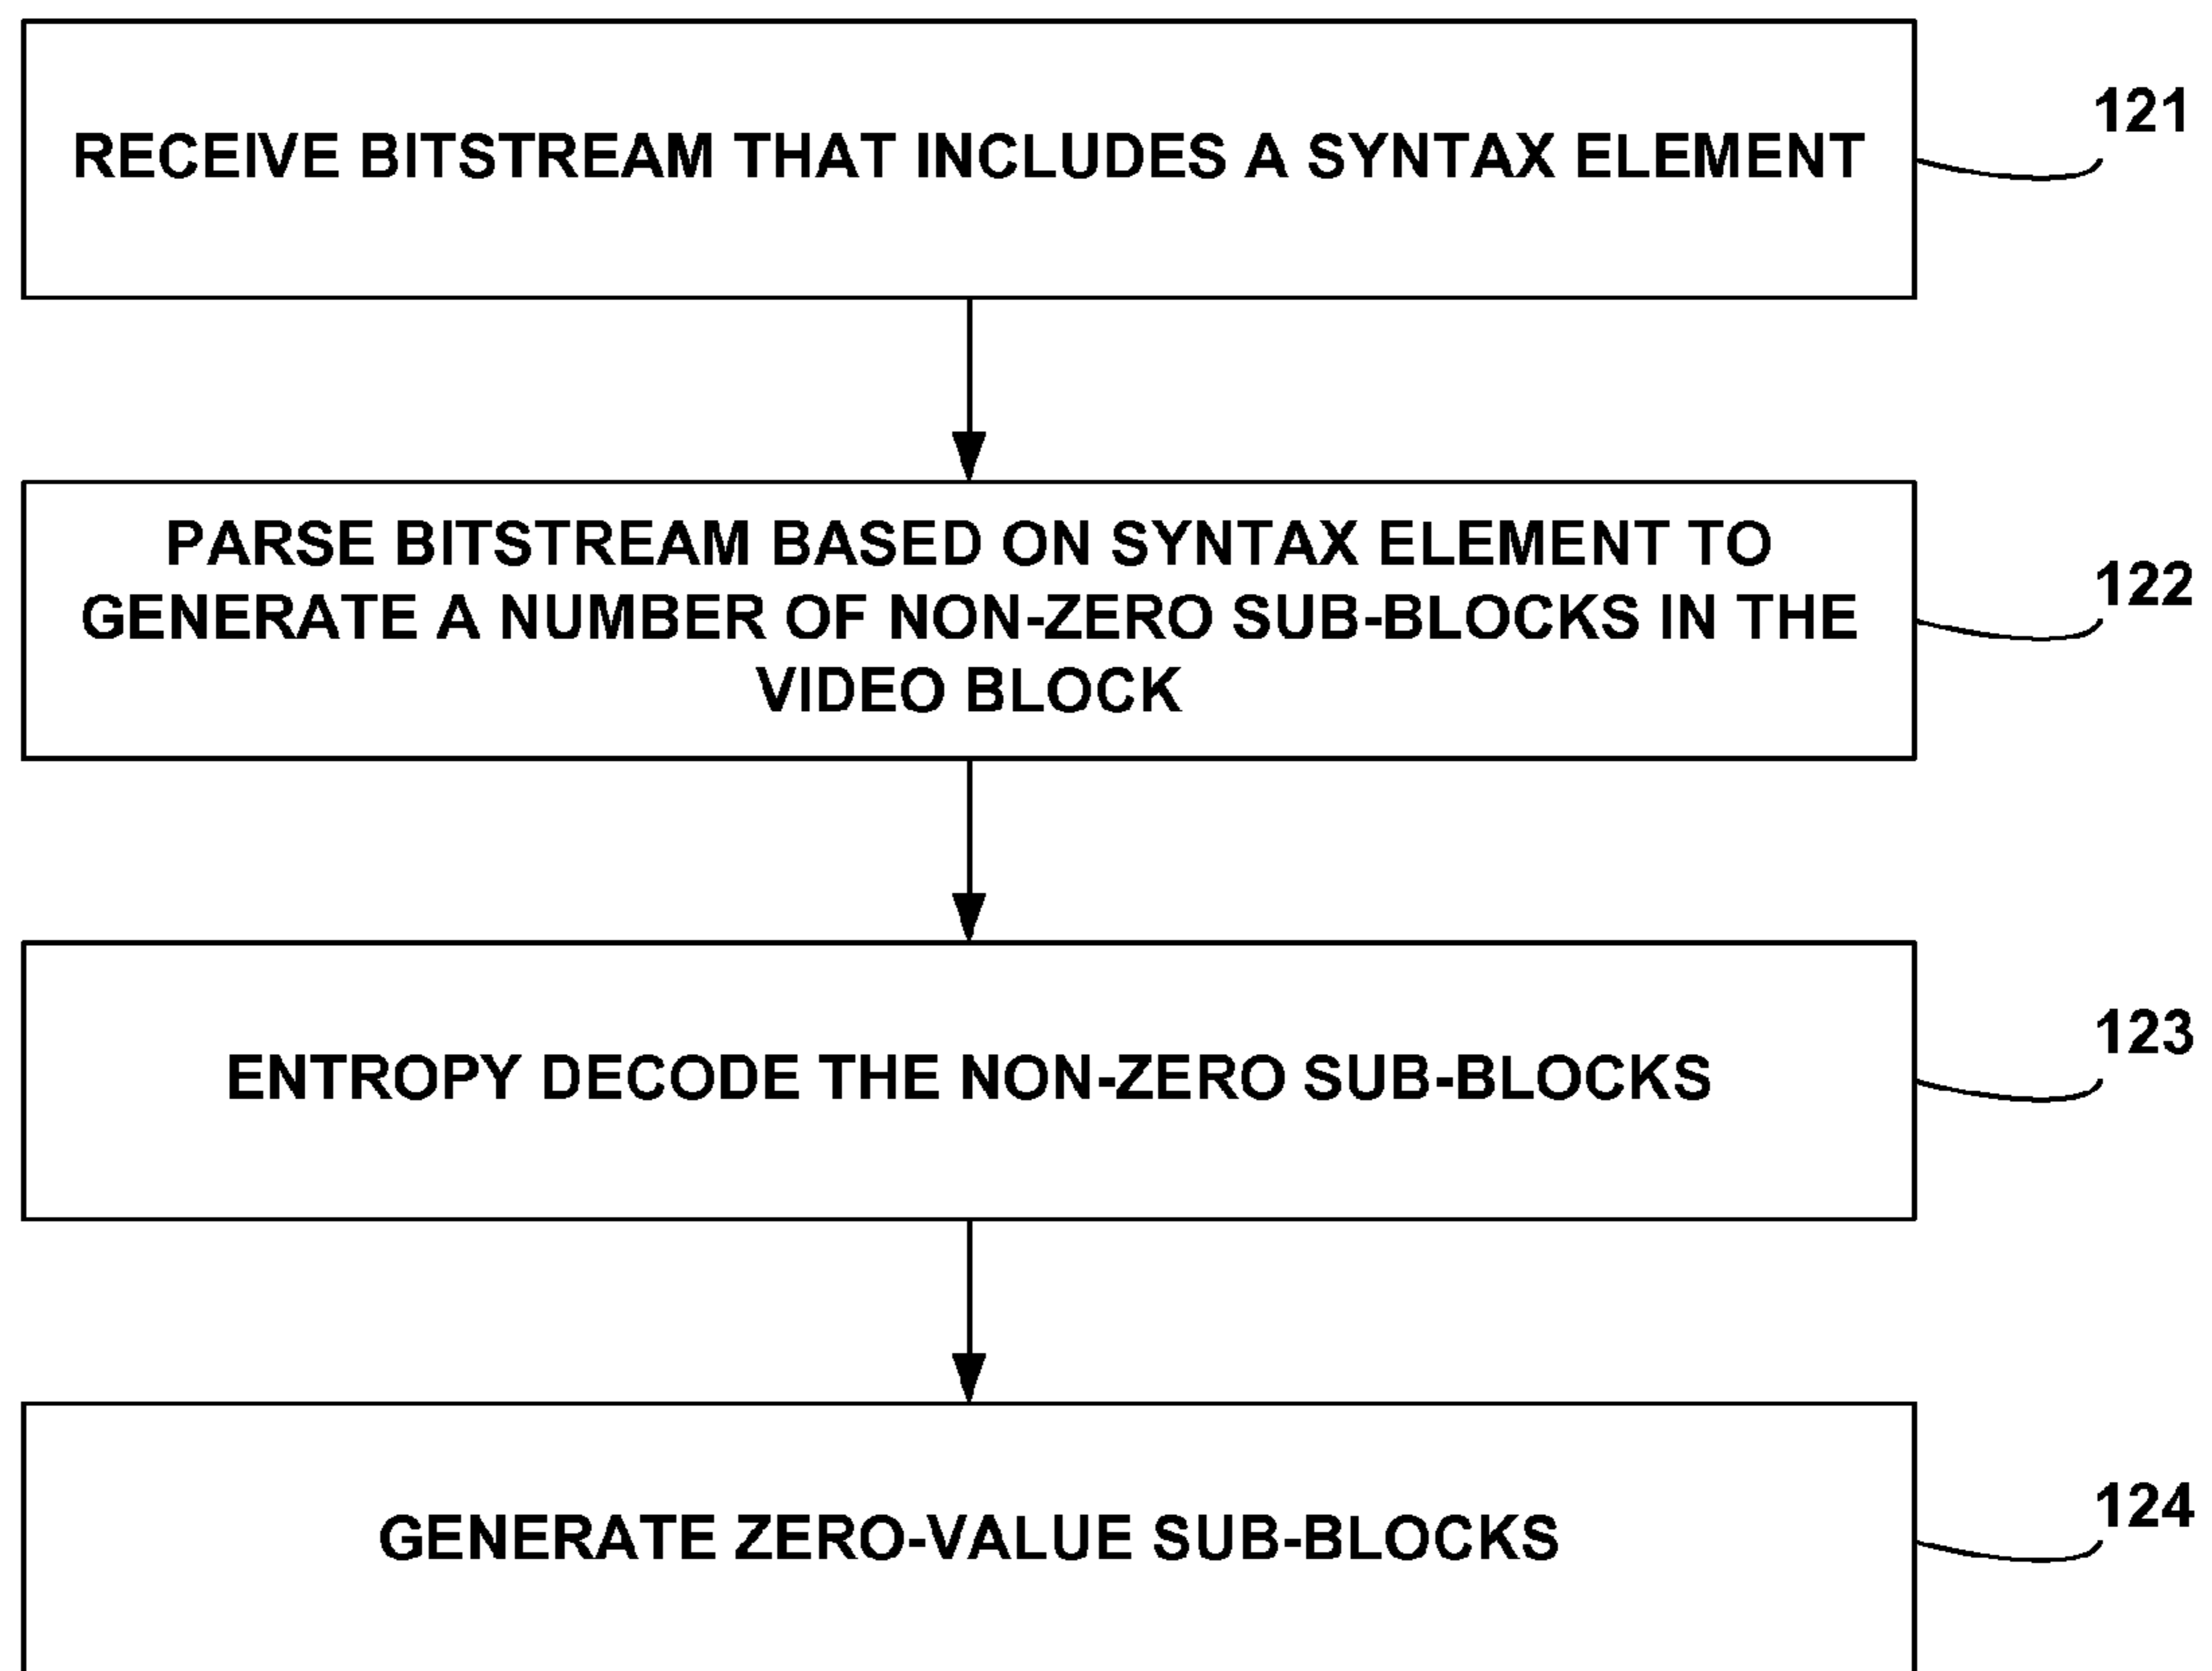 RECEIVE BITSTREAM THAT INCLUDES A SYNTAX ELEMENT
121
PARSE BITSTREAM BASED ON SYNTAX ELEMENT TO
GENERATE A NUMBER OF NON-ZERO SUB-BLOCKS IN THE
VIDEO BLOCK
122
ENTROPY DECODE THE NON-ZERO SUB-BLOCKS
123
GENERATE ZERO-VALUE SUB-BLOCKS
124